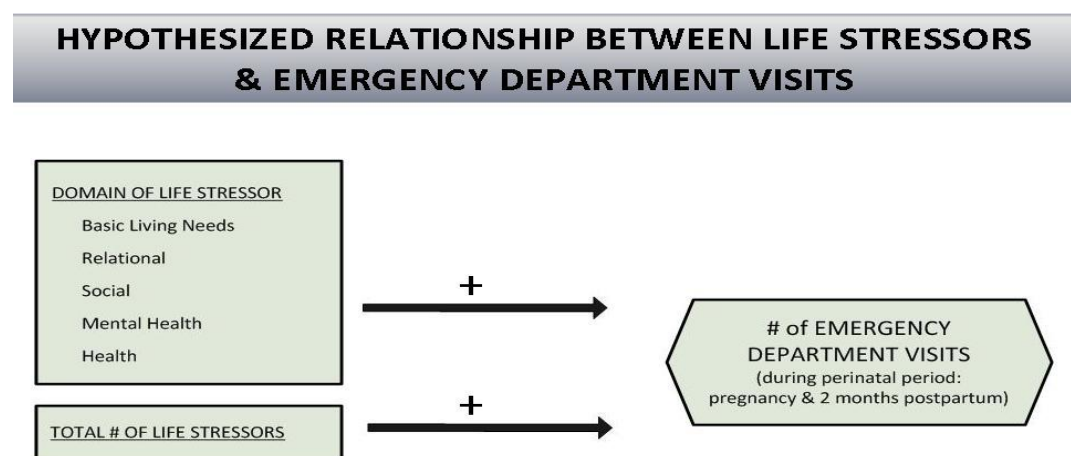 HYPOTHESIZED RELATIONSHIP BETWEEN LIFE STRESSORS
& EMERGENCY DEPARTMENT VISITS
DOMAIN OF LIFE STRESSOR
Basic Living Needs
Relational
Social
Mental Health
Health
+
# of EMERGENCY
DEPARTMENT VISITS
(during perinatal period:
pregnancy & 2 months postpartum)
+
TOTAL # OF LIFE STRESSORS